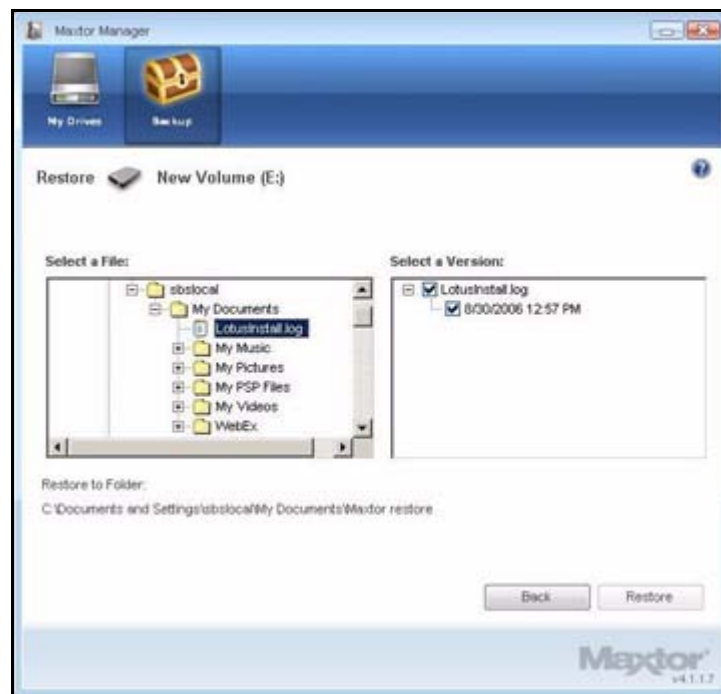 Maxtor Manager
My Drives
Backup
Restore
New Volume (E:)
Select a File:
Select a Version:
sbslocal
My Documents
LotusInstall.log
My Music
My Pictures
My PSP Files
My Videos
WebEx
LotusInstall.log
8/30/2006 12:57 PM
Restore to Folder:
C:\Documents and Settings\sbslocal\My Documents\Maxtor restore
Back
Restore
Maxtor
v4.1.1.7